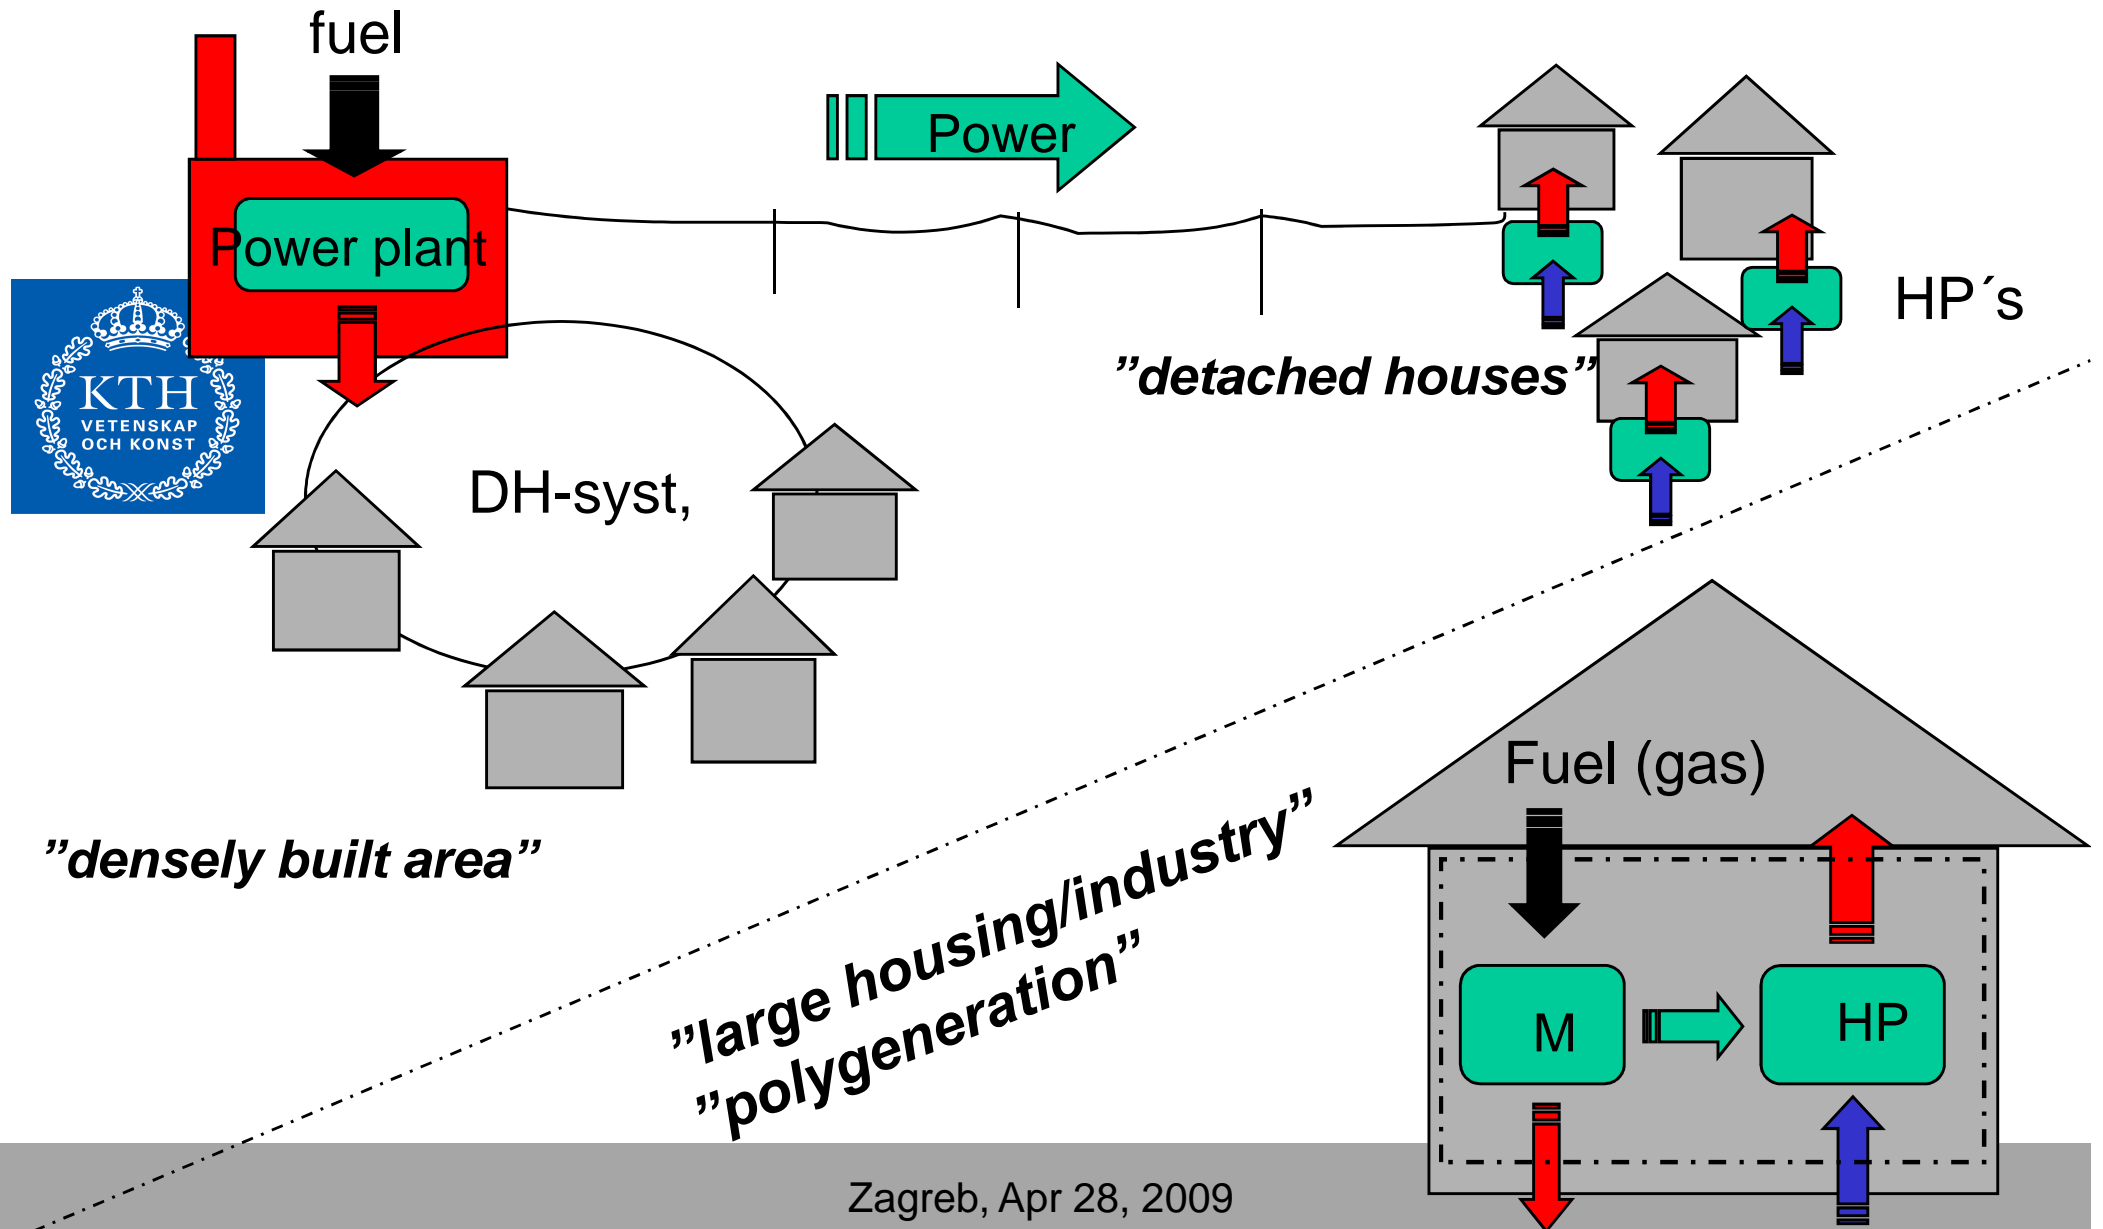 fuel
Power
Power plant
HP´s
KTH
VETENSKAP
OCH KONST
”detached houses”
DH-syst,
Fuel (gas)
”densely built area”
”large housing/industry”
”polygeneration”
M
HP
Zagreb, Apr 28, 2009